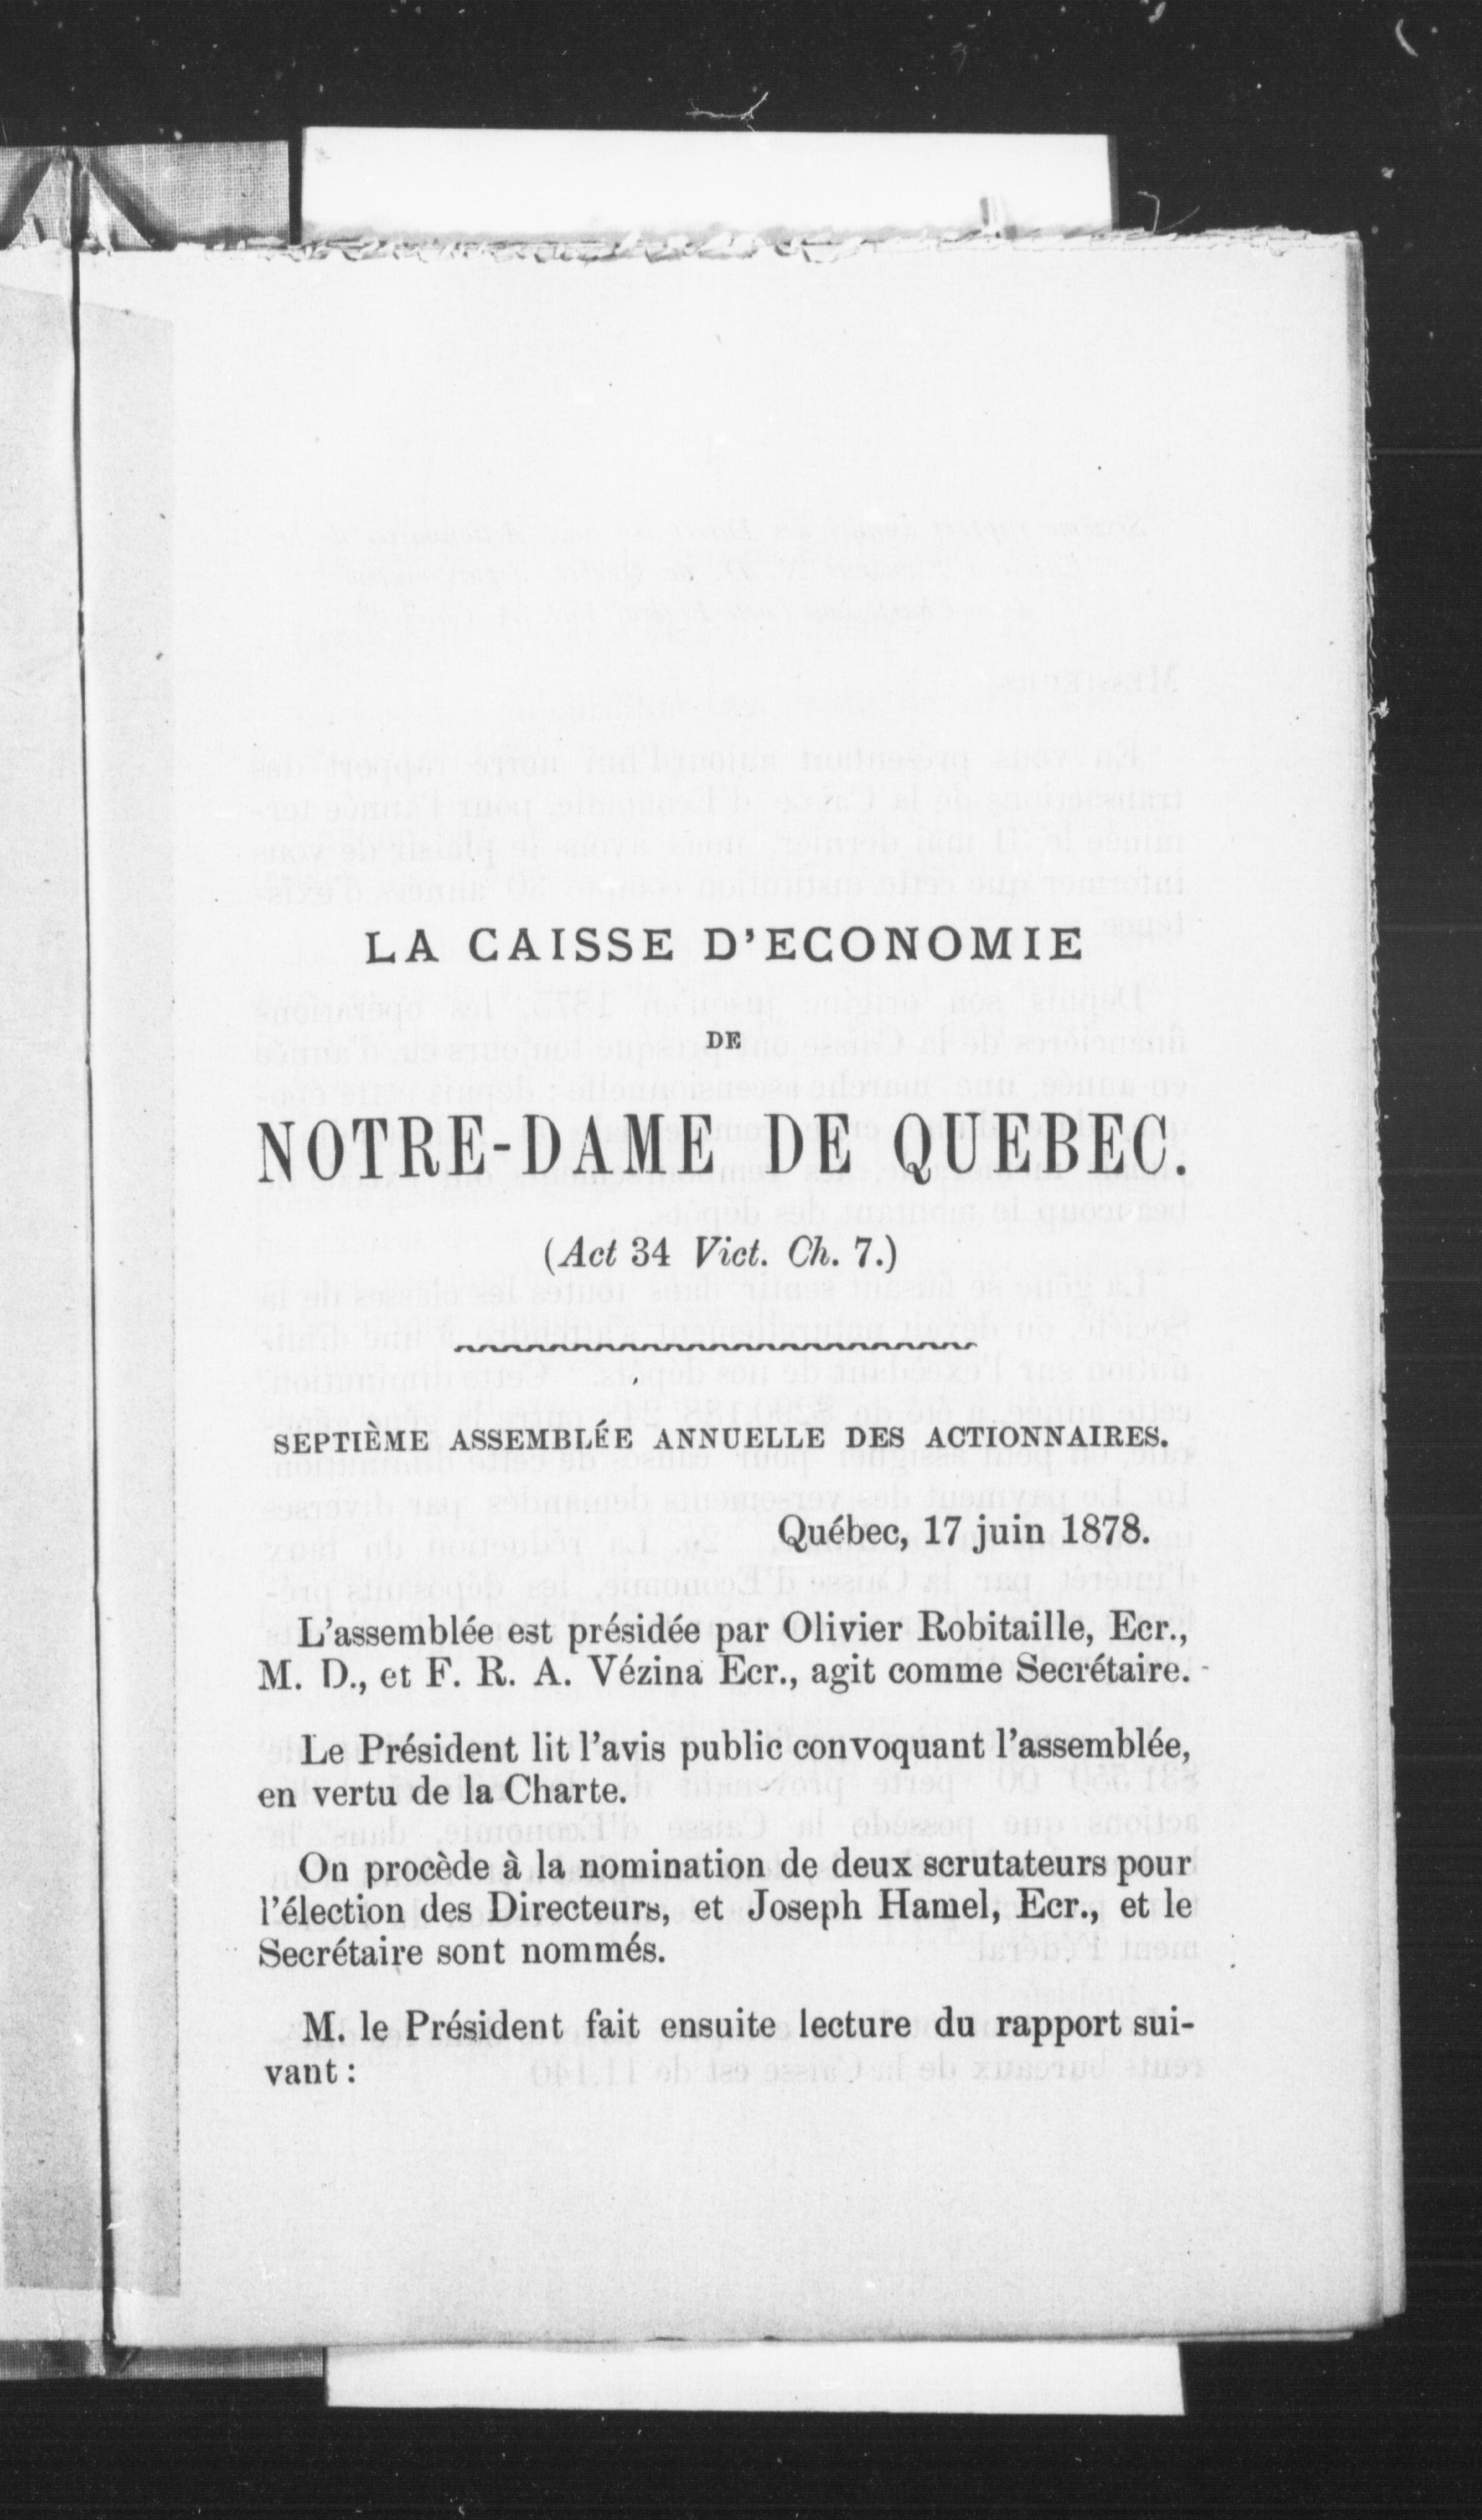 LA CAISSE D'ECONOMIE
DE
NOTRE-DAME DE QUEBEC.
(Act 34 Vict. Ch. 7.)
SEPTIÈME ASSEMBLÉE ANNUELLE DES ACTIONNAIRES.
Québec, 17 juin 1878.
L'assemblée est présidée par Olivier Robitaille, Ecr.,
M. D., et F. R. A. Vézina Ecr., agit comme Secrétaire.
Le Président lit l'avis public convoquant l'assemblée,
en vertu de la Charte.
On procède à la nomination de deux scrutateurs pour
l'élection des Directeurs, et Joseph Hamel, Ecr., et le
Secrétaire sont nommés.
M. le Président fait ensuite lecture du rapport sui-
vant :